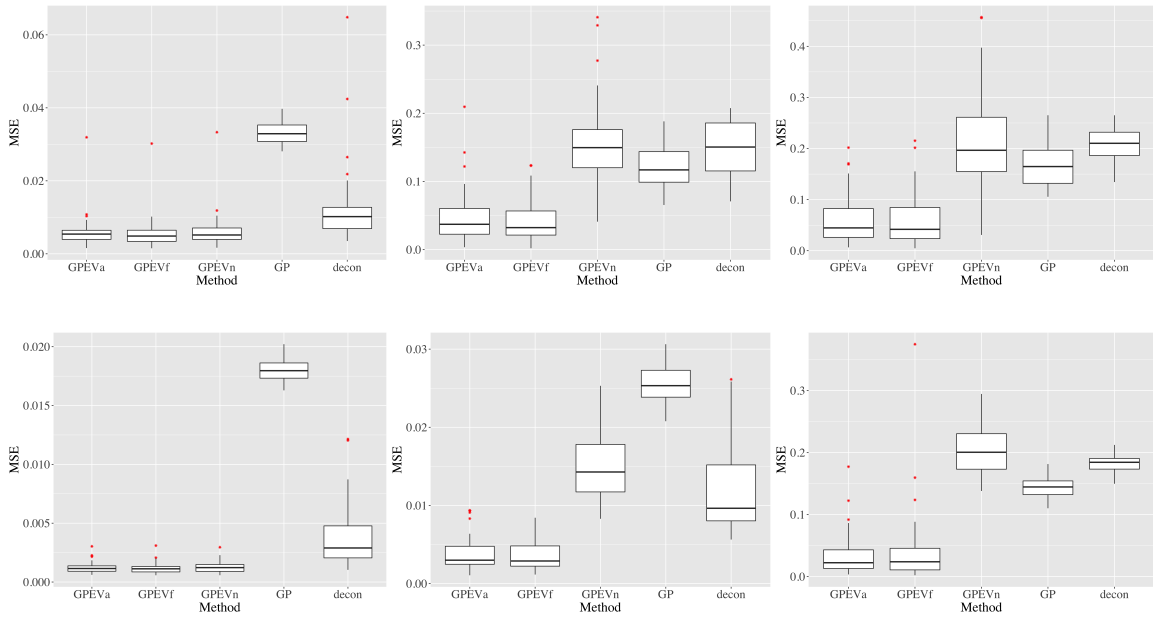 0.06
0.04
0.02
0.00
MSE
GPEVa GPEVf GPEVn GP decon
Method
0.3
0.2
0.1
0.0
MSE
GPEVa GPEVf GPEVn GP decon
Method
0.4
0.3
0.2
0.1
0.0
MSE
GPEVa GPEVf GPEVn GP decon
Method
0.020
0.015
0.010
0.005
0.000
MSE
GPEVa GPEVf GPEVn GP decon
Method
0.03
0.02
0.01
0.00
MSE
GPEVa GPEVf GPEVn GP decon
Method
0.3
0.2
0.1
0.0
MSE
GPEVa GPEVf GPEVn GP decon
Method